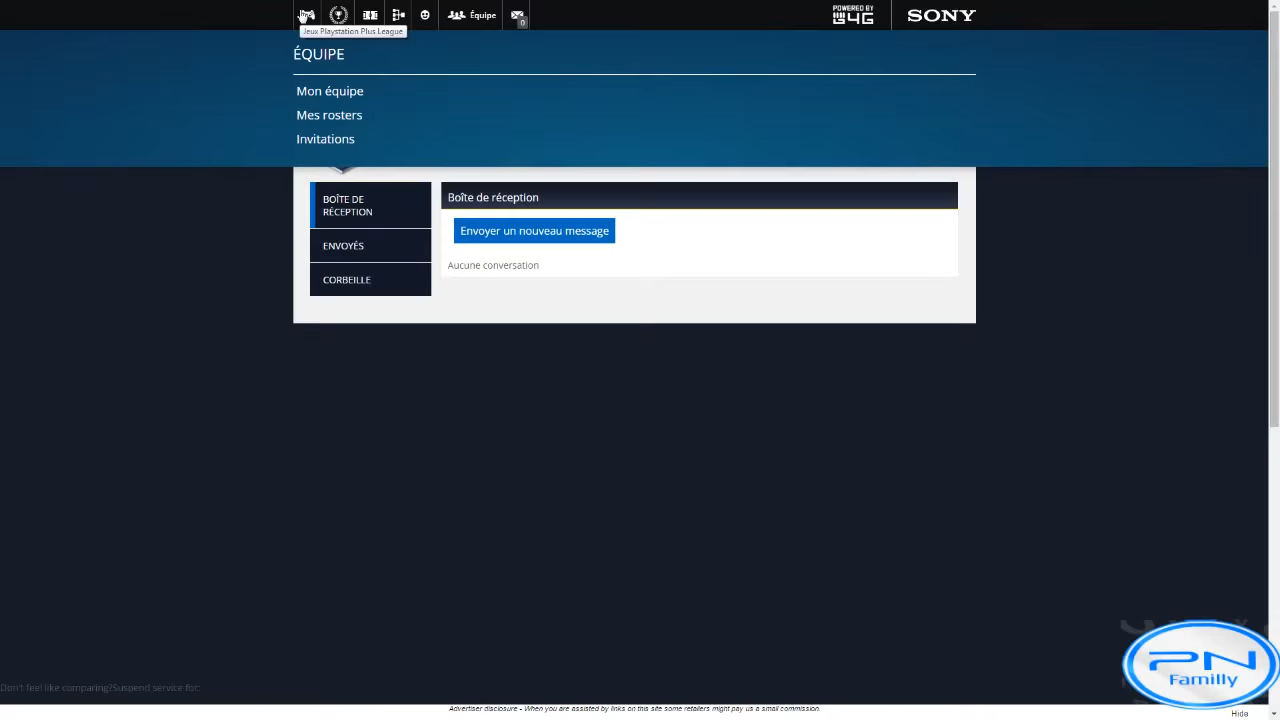 Équipe
0
POWERED BY
G4G
SONY
Jeux Playstation Plus League
ÉQUIPE
Mon équipe
Mes rosters
Invitations
BOÎTE DE
RÉCEPTION
ENVOYÉS
CORBEILLE
Boîte de réception
Envoyer un nouveau message
Aucune conversation
PN
Familly
Don't feel like comparing?Suspend service for:
Advertiser disclosure - When you are assisted by links on this site some retailers might pay us a small commission.
Hide